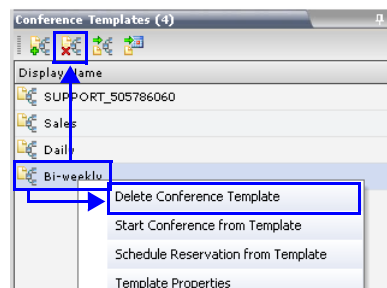 Conference Templates (4)
Display Name
SUPPORT_505786060
Sales
Daily
Bi-weekly
Delete Conference Template
Start Conference from Template
Schedule Reservation from Template
Template Properties